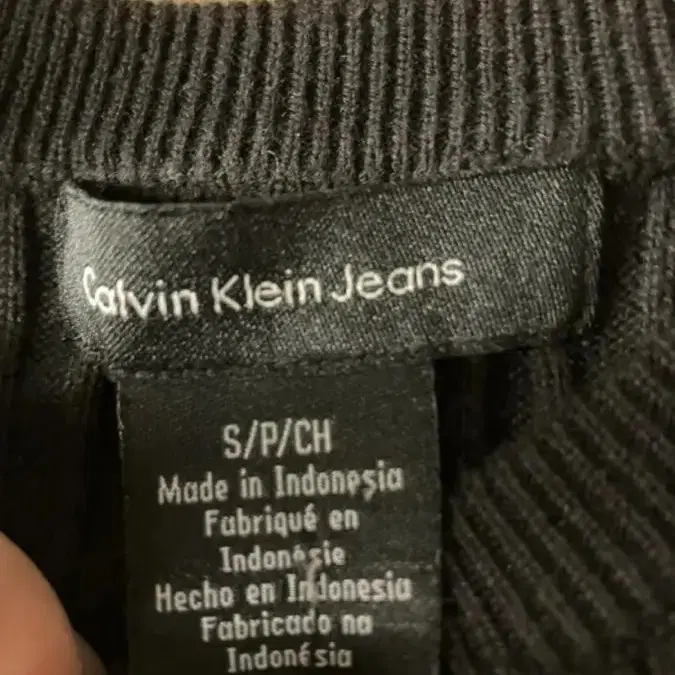 Calvin Klein Jeans
S/P/CH
Made in Indonesia
Fabriqué en
Indonésie
Hecho en Indonesia
Fabricado na
Indonésia